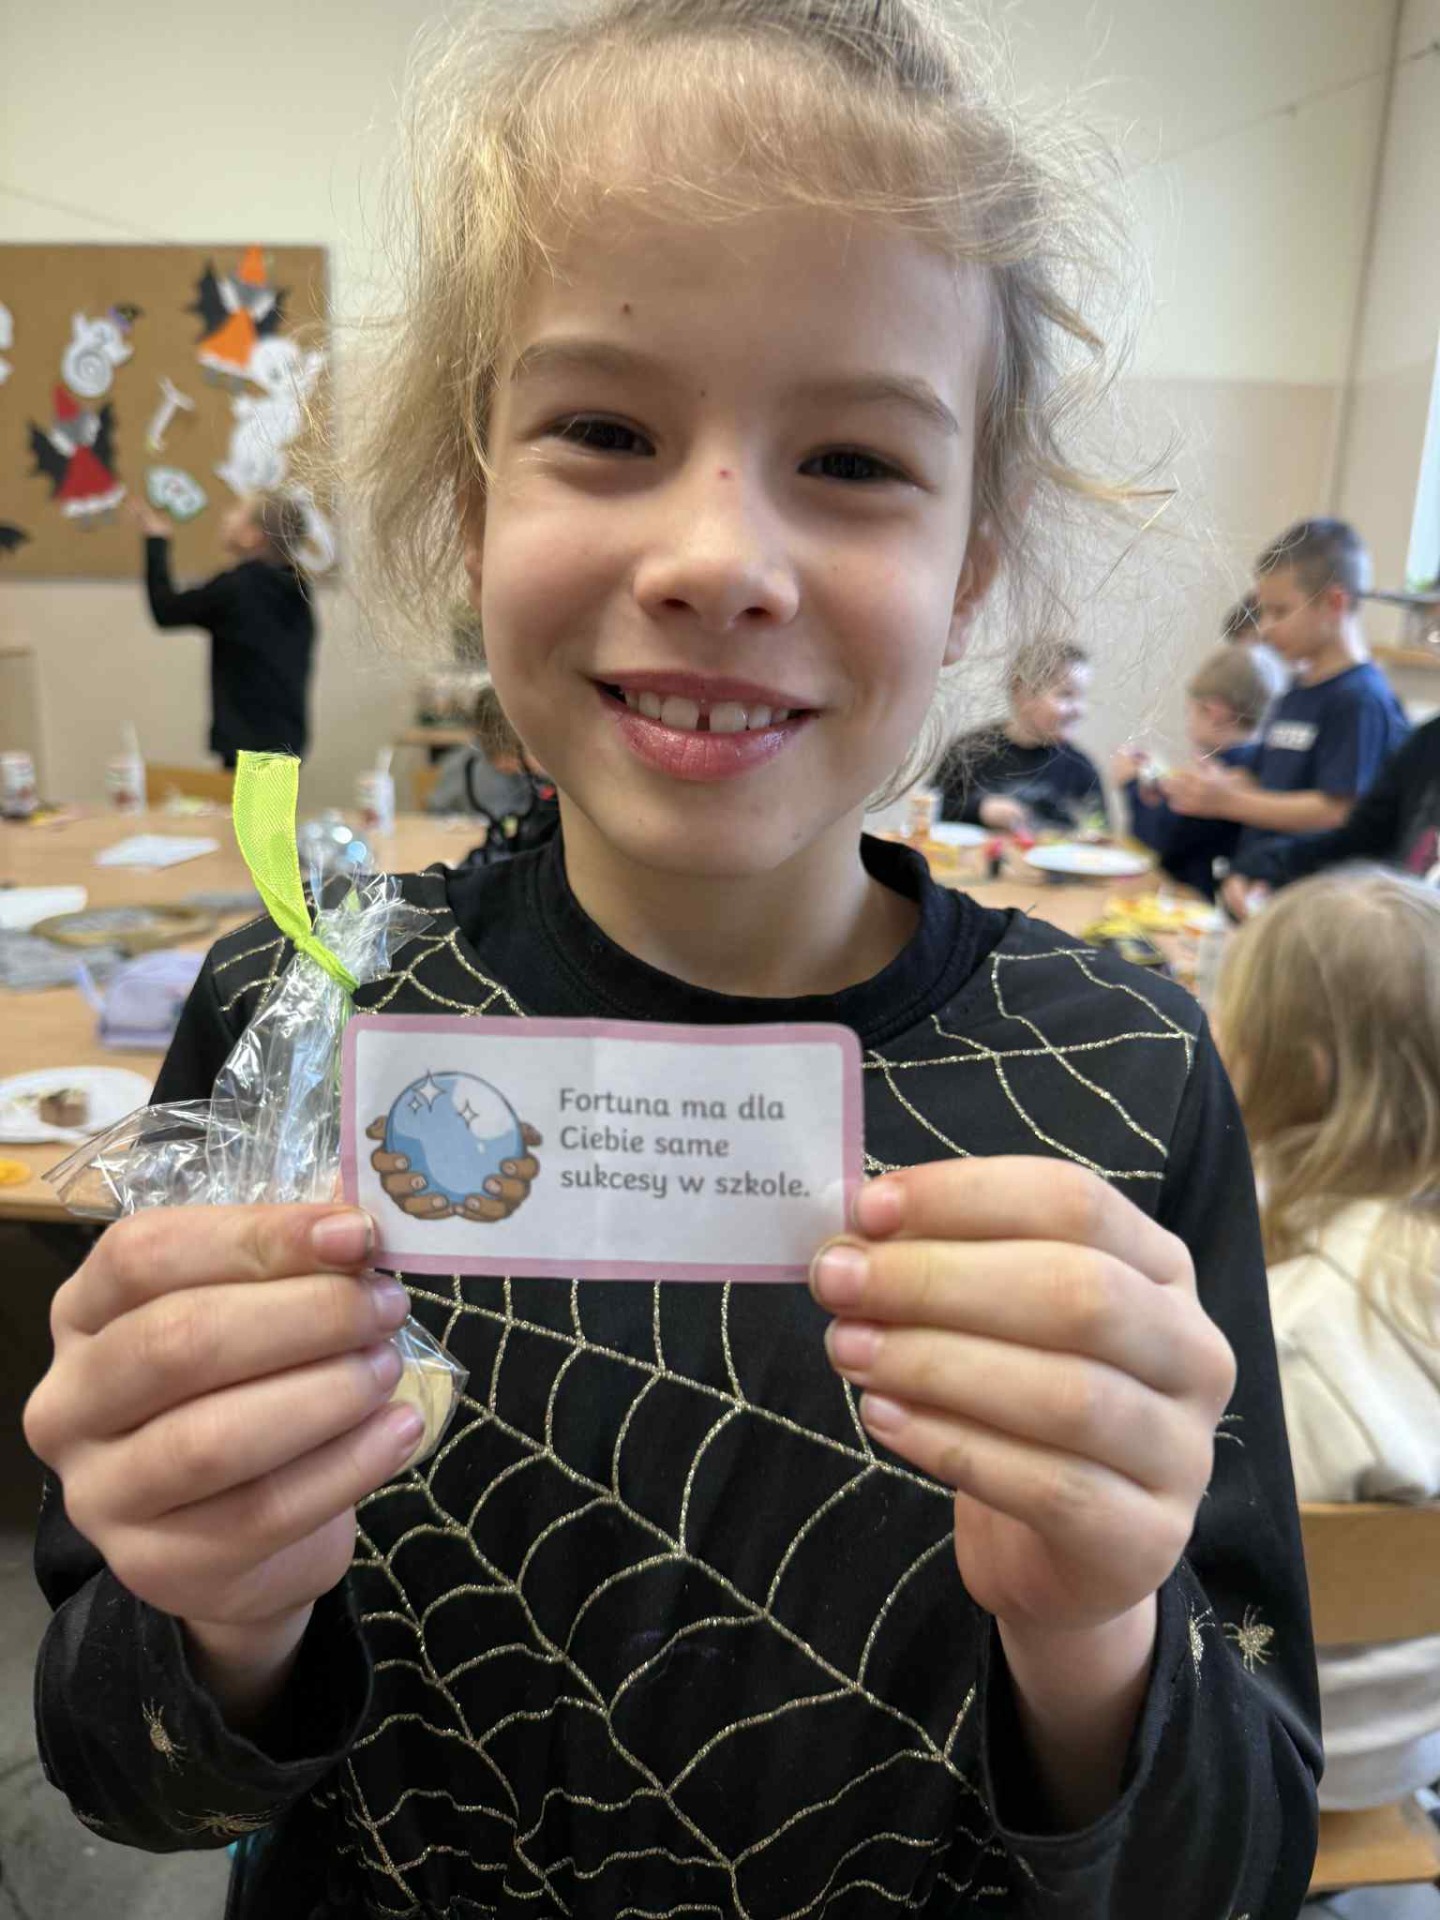 Fortuna ma dla
Ciebie same
sukcesy w szkole.